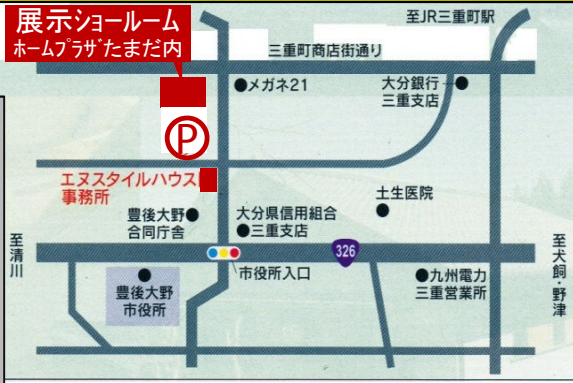 展示ショールーム
ホームプラザたまだ内
至JR三重町駅
三重町商店街通り
●メガネ21
大分銀行
三重支店
P
エヌスタイルハウス
事務所
土生医院
豊後大野
合同庁舎
大分県信用組合
●三重支店
326
至清川
市役所入口
至犬飼・野津
豊後大野
市役所
●九州電力
三重営業所